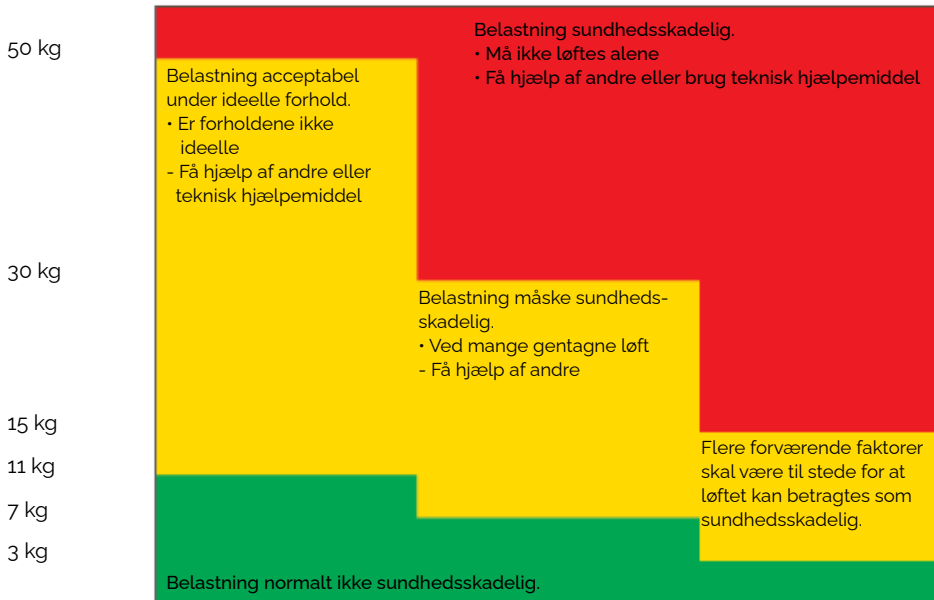 50 kg
30 kg
15 kg
11 kg
7 kg
3 kg
Belastning sundhedsskadelig.
• Må ikke løftes alene
• Få hjælp af andre eller brug teknisk hjælpemiddel
Belastning acceptabel
under ideelle forhold.
• Er forholdene ikke
ideelle
- Få hjælp af andre eller
teknisk hjælpemiddel
Belastning måske sundheds-
skadelig.
• Ved mange gentagne løft
- Få hjælp af andre
Flere forværende faktorer
skal være til stede for at
løftet kan betragtes som
sundhedsskadelig.
Belastning normalt ikke sundhedsskadelig.